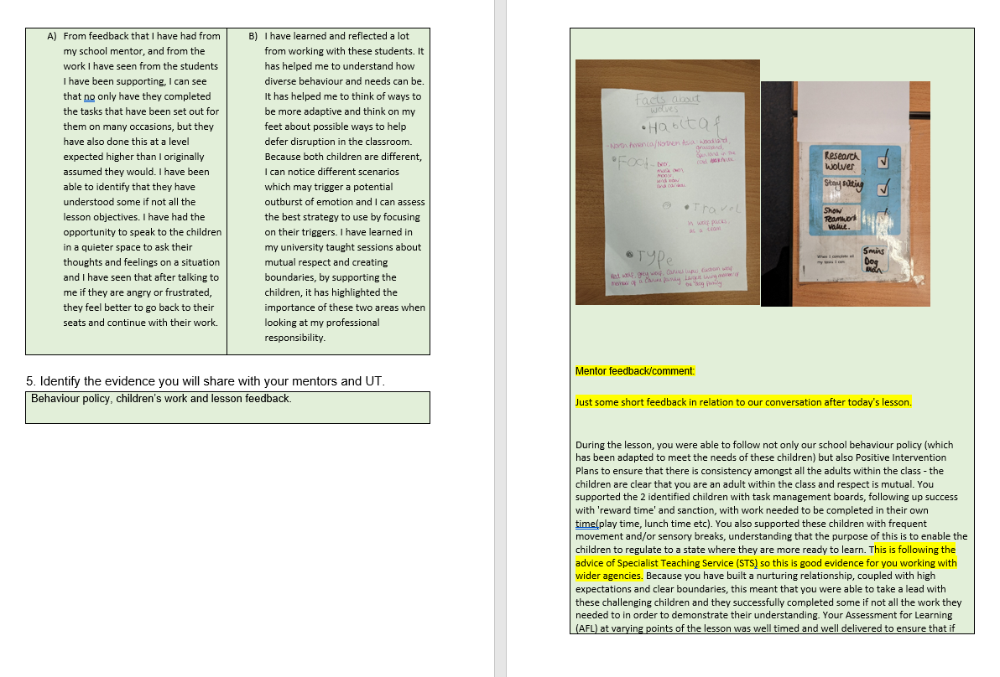 A) From feedback that I have had from
my school mentor, and from the
work I have seen from the students
I have been supporting, I can see
that no only have they completed
the tasks that have been set out for
them on many occasions, but they
have also done this at a level
expected higher than I originally
assumed they would. I have been
able to identify that they have
understood some if not all the
lesson objectives. I have had the
opportunity to speak to the children
in a quieter space to ask their
thoughts and feelings on a situation
and I have seen that after talking to
me if they are angry or frustrated,
they feel better to go back to their
seats and continue with their work.
B) I have learned and reflected a lot
from working with these students. It
has helped me to understand how
diverse behaviour and needs can be.
It has helped me to think of ways to
be more adaptive and think on my
feet about possible ways to help
defer disruption in the classroom.
Because both children are different,
I can notice different scenarios
which may trigger a potential
outburst of emotion and I can assess
the best strategy to use by focusing
on their triggers. I have learned in
my university taught sessions about
mutual respect and creating
boundaries, by supporting the
children, it has highlighted the
importance of these two areas when
looking at my professional
responsibility.
5. Identify the evidence you will share with your mentors and UT.
Behaviour policy, children's work and lesson feedback.
Facts about
wolves
• Habitat
- North America/Northern Asia: woodland,
• Food -
Deer,
musk oxen,
moose,
and caribou
• Travel
in wolf packs
as a team
• TYPe
Research
wolves
Stay sitting
Show
Teamwork
Value.
When I complete all
my tasks I can:
5mins
Dog
Mentor feedback/comment:
Just some short feedback in relation to our conversation after today's lesson.
During the lesson, you were able to follow not only our school behaviour policy (which
has been adapted to meet the needs of these children) but also Positive Intervention
Plans to ensure that there is consistency amongst all the adults within the class - the
children are clear that you are an adult within the class and respect is mutual. You
supported the 2 identified children with task management boards, following up success
with 'reward time' and sanction, with work needed to be completed in their own
time(play time, lunch time etc). You also supported these children with frequent
movement and/or sensory breaks, understanding that the purpose of this is to enable the
children to regulate to a state where they are more ready to learn. This is following the
advice of Specialist Teaching Service (STS) so this is good evidence for you working with
wider agencies. Because you have built a nurturing relationship, coupled with high
expectations and clear boundaries, this meant that you were able to take a lead with
these challenging children and they successfully completed some if not all the work they
needed to in order to demonstrate their understanding. Your Assessment for Learning
(AFL) at varying points of the lesson was well timed and well delivered to ensure that if